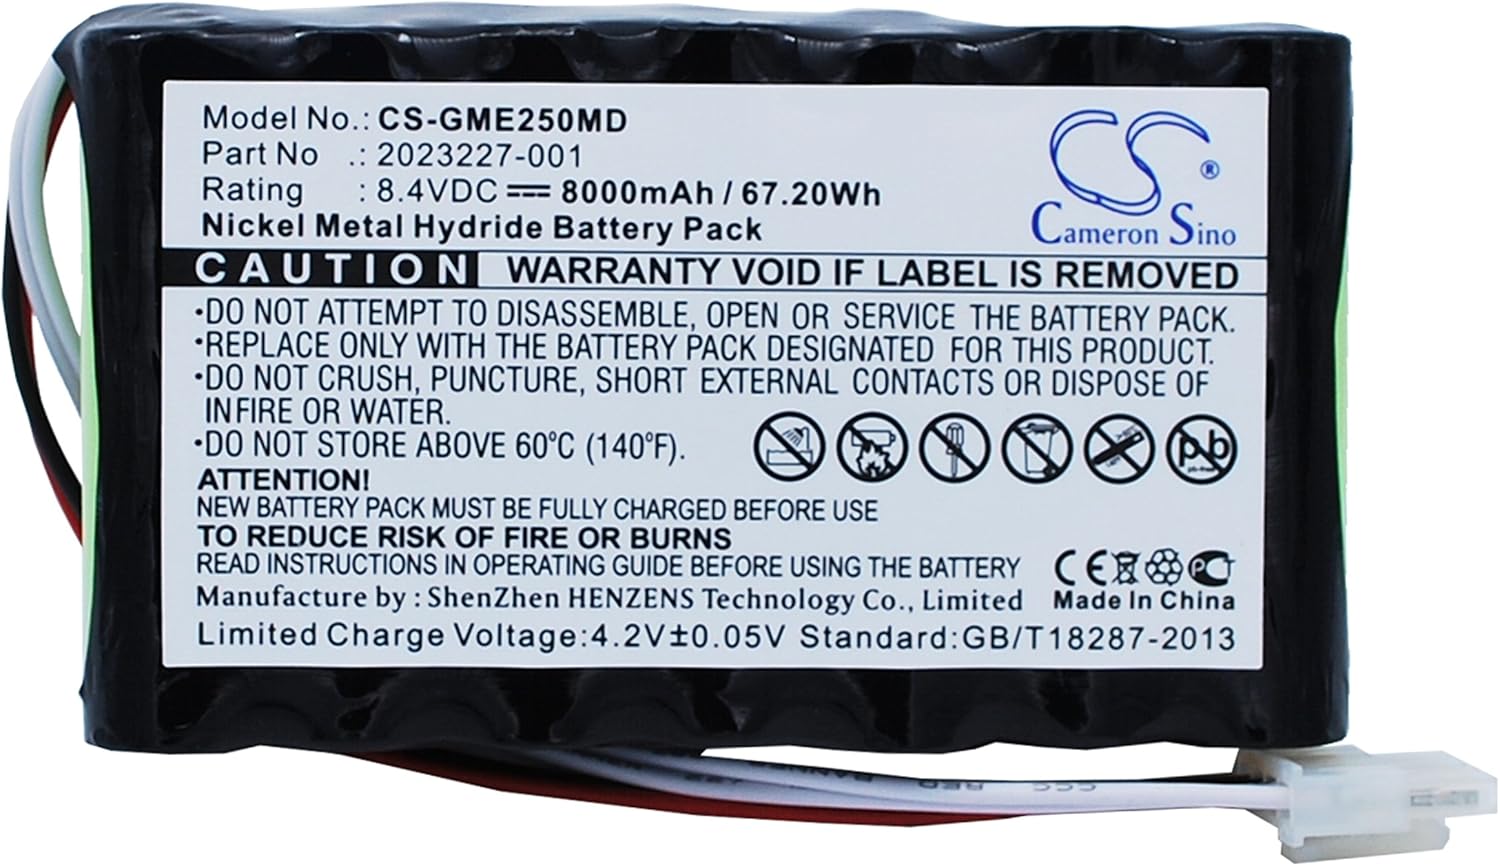 Model No.: CS-GME250MD
Part No .: 2023227-001
Rating : 8.4VDC 8000mAh / 67.20Wh
Nickel Metal Hydride Battery Pack
CS ®
Cameron Sino
CAUTION WARRANTY VOID IF LABEL IS REMOVED
•DO NOT ATTEMPT TO DISASSEMBLE, OPEN OR SERVICE THE BATTERY PACK.
•REPLACE ONLY WITH THE BATTERY PACK DESIGNATED FOR THIS PRODUCT.
•DO NOT CRUSH, PUNCTURE, SHORT EXTERNAL CONTACTS OR DISPOSE OF
INFIRE OR WATER.
•DO NOT STORE ABOVE 60°C (140°F).
pb
pb-free
ATTENTION!
NEW BATTERY PACK MUST BE FULLY CHARGED BEFORE USE
TO REDUCE RISK OF FIRE OR BURNS
READ INSTRUCTIONS IN OPERATING GUIDE BEFORE USING THE BATTERY
CE
Manufacture by : ShenZhen HENZENS Technology Co., Limited
Made In China
Limited Charge Voltage:4.2V±0.05V Standard:GB/T18287-2013